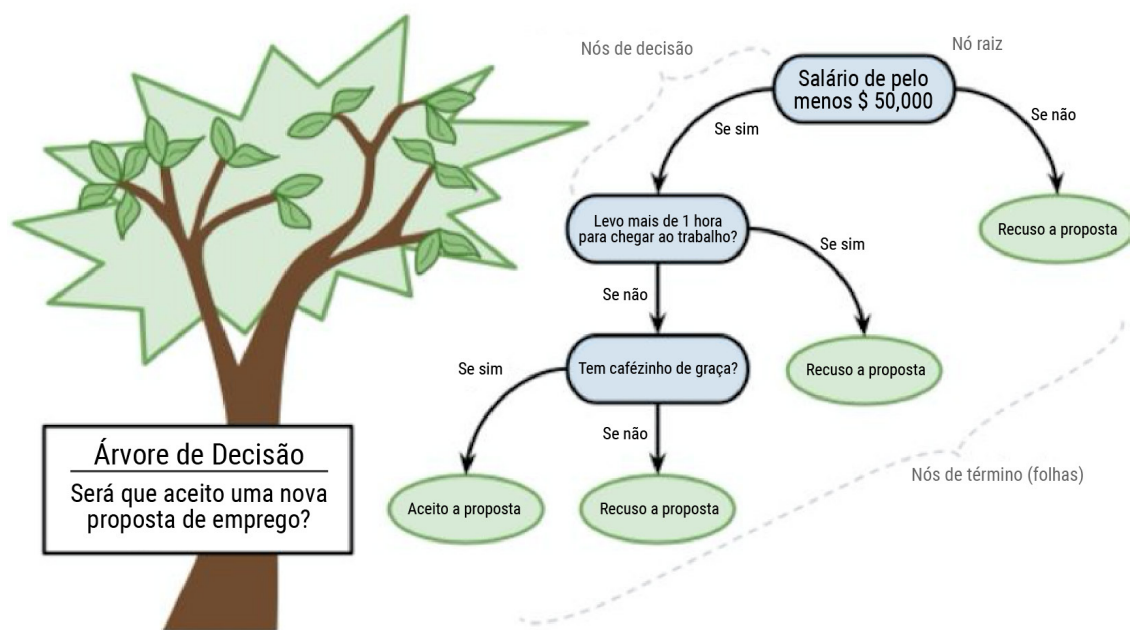 Nós de decisão
Nó raiz
Salário de pelo
menos $ 50,000
Se sim
Se não
Levo mais de 1 hora
para chegar ao trabalho?
Recuso a proposta
Se sim
Se não
Se sim
Tem cafézinho de graça?
Recuso a proposta
Se não
Árvore de Decisão
Será que aceito uma nova
proposta de emprego?
Nós de término (folhas)
Aceito a proposta
Recuso a proposta